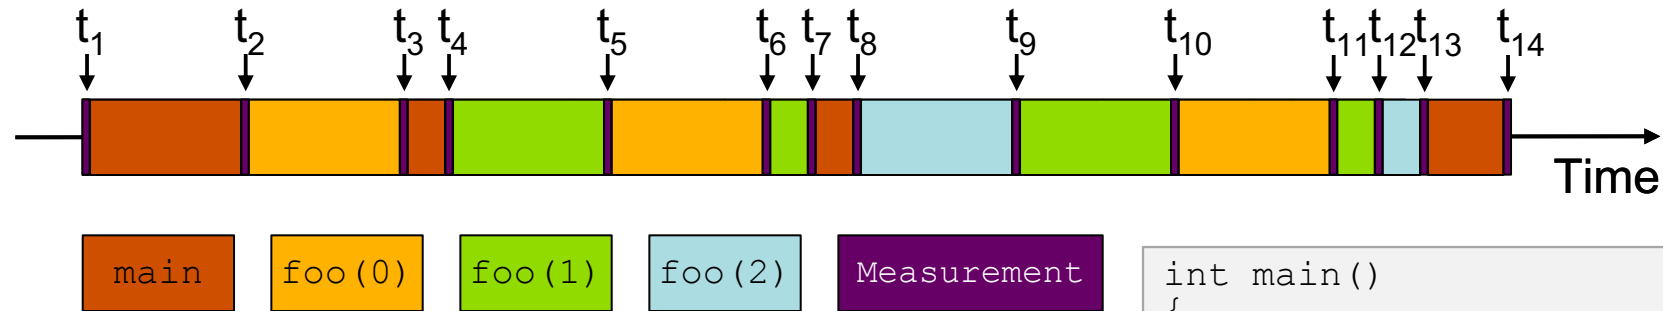 t1 t2 t3 t4 t5 t6 t7 t8 t9 t10 t11 t12 t13 t14
Time
main foo(0) foo(1) foo(2) Measurement
int main()
{